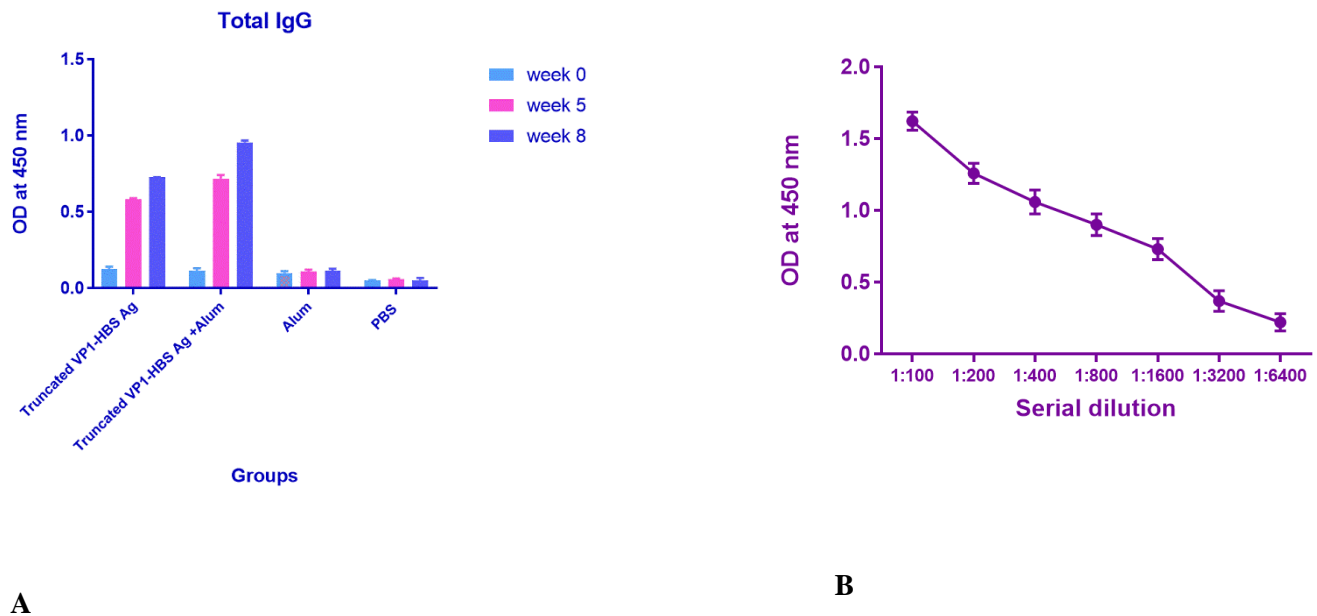 Total IgG
1.5
1.0
0.5
0.0
OD at 450 nm
week 0
week 5
week 8
Truncated VP1-HBS Ag
Truncated VP1-HBS Ag +Alum
Alum
PBS
Groups
A
2.0
1.5
1.0
0.5
0.0
OD at 450 nm
1:100 1:200 1:400 1:800 1:1600 1:3200 1:6400
Serial dilution
B